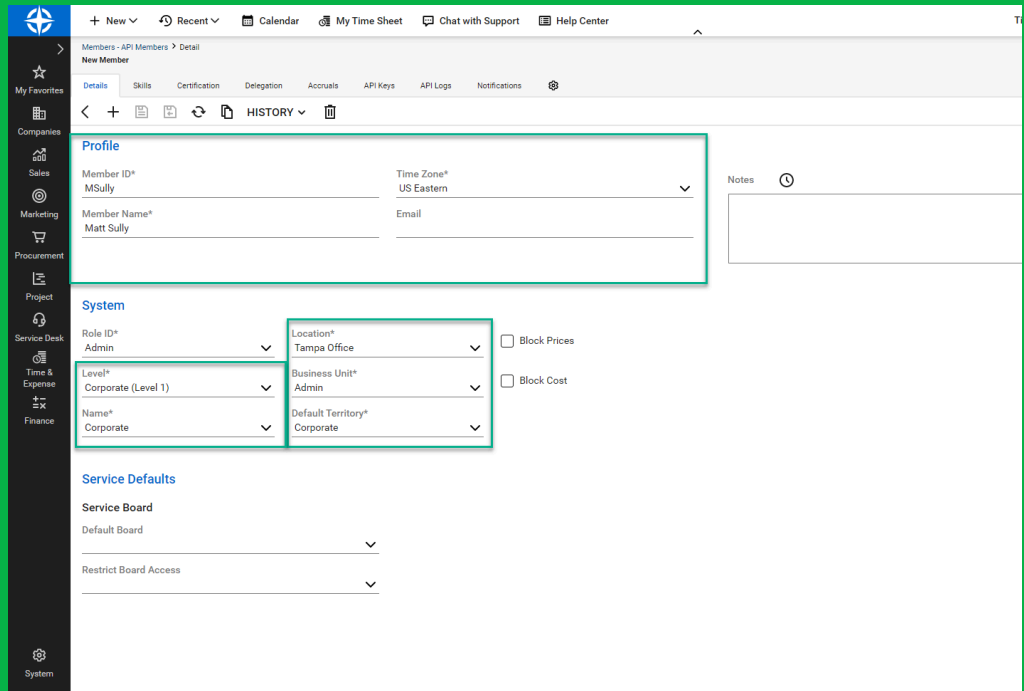 New
Recent
Calendar
My Time Sheet
Chat with Support
Help Center
Members - API Members > Detail
New Member
Details
Skills
Certification
Delegation
Accruals
API Keys
API Logs
Notifications
HISTORY
My Favorites
Companies
Sales
Marketing
Procurement
Project
Service Desk
Time &
Expense
Finance
System
Profile
Member ID*
MSully
Time Zone*
US Eastern
Member Name*
Matt Sully
Email
Notes
System
Role ID*
Admin
Location*
Tampa Office
Block Prices
Level*
Corporate (Level 1)
Business Unit*
Admin
Block Cost
Name*
Corporate
Default Territory*
Corporate
Service Defaults
Service Board
Default Board
Restrict Board Access